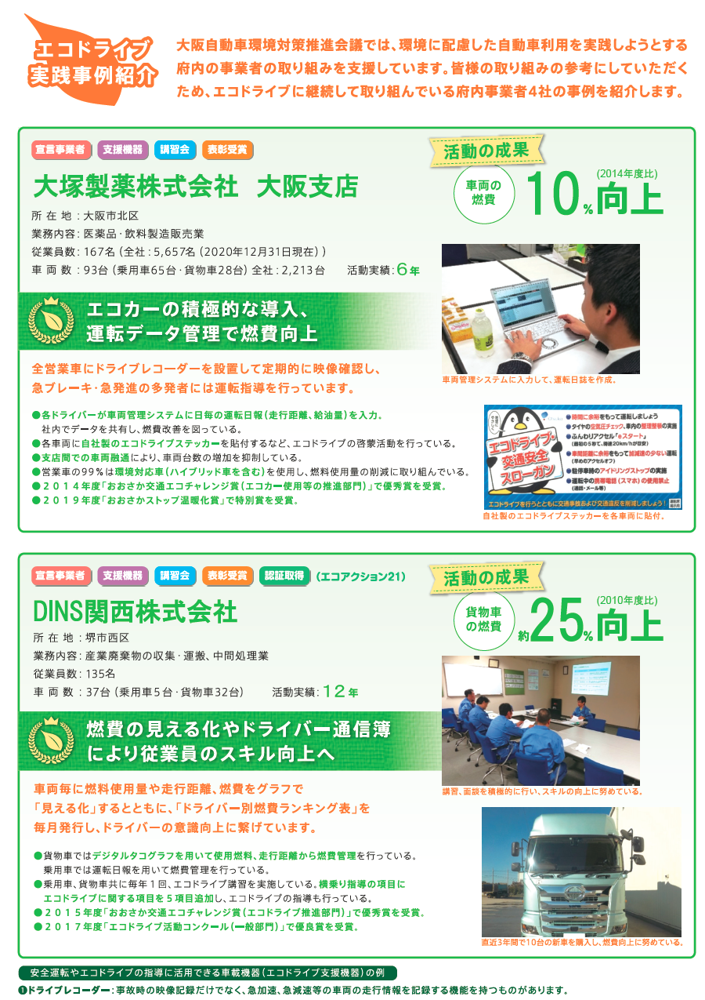 エコドライブ
実践事例紹介
大阪自動車環境対策推進会議では、環境に配慮した自動車利用を実践しようとする
府内の事業者の取り組みを支援しています。皆様の取り組みの参考にしていただく
ため、エコドライブに継続して取り組んでいる府内事業者4社の事例を紹介します。
宣言事業者 支援機器 講習会 表彰受賞
大塚製薬株式会社 大阪支店
所在地：大阪市北区
業務内容：医薬品・飲料製造販売業
従業員数：167名（全社：5,657名（2020年12月31日現在））
車両数：93台（乗用車65台・貨物車28台）全社：2,213台 活動実績：6年
活動の成果
車両の
燃費
10%向上
(2014年度比)
エコカーの積極的な導入、
運転データ管理で燃費向上
全営業車にドライブレコーダーを設置して定期的に映像確認し、
急ブレーキ・急発進の多発者には運転指導を行っています。
●各ドライバーが車両管理システムに日毎の運転日報（走行距離、給油量）を入力。
社内でデータを共有し、燃費改善を図っている。
●各車両に自社製のエコドライブステッカーを貼付するなど、エコドライブの啓蒙活動を行っている。
●支店間での車両融通により、車両台数の増加を抑制している。
●営業車の99%は環境対応車（ハイブリッド車を含む）を使用し、燃料使用量の削減に取り組んでいる。
●２０１４年度「おおさか交通エコチャレンジ賞（エコカー使用等の推進部門）」で優秀賞を受賞。
●２０１９年度「おおさかストップ温暖化賞」で特別賞を受賞。
車両管理システムに入力して、運転日誌を作成。
エコドライブ・
交通安全
スローガン
●時間に余裕をもって運転しましょう
●タイヤの空気圧チェック、車内の整理整頓の実施
●ふんわりアクセル「eスタート」
(最初の5秒で、時速20km/hが目安)
●車間距離に余裕をもって加減速の少ない運転
(早めのアクセルオフ)
●駐停車時のアイドリングストップの実施
●運転中の携帯電話（スマホ）の使用禁止
(通話・メール等)
エコドライブを行うとともに交通事故および交通違反を削減しましょう！
自社製のエコドライブステッカーを各車両に貼付。
宣言事業者 支援機器 講習会 表彰受賞 認証取得 （エコアクション21）
DINS関西株式会社
所在地：堺市西区
業務内容：産業廃棄物の収集・運搬、中間処理業
従業員数：135名
車両数：37台（乗用車5台・貨物車32台） 活動実績：12年
活動の成果
貨物車
の燃費
約25%向上
(2010年度比)
燃費の見える化やドライバー通信簿
により従業員のスキル向上へ
車両毎に燃料使用量や走行距離、燃費をグラフで
「見える化」するとともに、「ドライバー別燃費ランキング表」を
毎月発行し、ドライバーの意識向上に繋げています。
●貨物車ではデジタルタコグラフを用いて使用燃料、走行距離から燃費管理を行っている。
乗用車では運転日報を用いて燃費管理を行っている。
●乗用車、貨物車共に毎年１回、エコドライブ講習を実施している。横乗り指導の項目に
エコドライブに関する項目を５項目追加し、エコドライブの指導も行っている。
●２０１５年度「おおさか交通エコチャレンジ賞（エコドライブ推進部門）」で優秀賞を受賞。
●２０１７年度「エコドライブ活動コンクール（一般部門）」で優良賞を受賞。
講習、面談を積極的に行い、スキルの向上に努めている。
直近3年間で10台の新車を購入し、燃費向上に努めている。
安全運転やエコドライブの指導に活用できる車載機器（エコドライブ支援機器）の例
❶ドライブレコーダー：事故時の映像記録だけでなく、急加速、急減速等の車両の走行情報を記録する機能を持つものがあります。